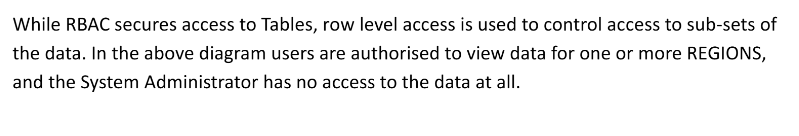 While RBAC secures access to Tables, row level access is used to control access to sub-sets of
the data. In the above diagram users are authorised to view data for one or more REGIONS,
and the System Administrator has no access to the data at all.